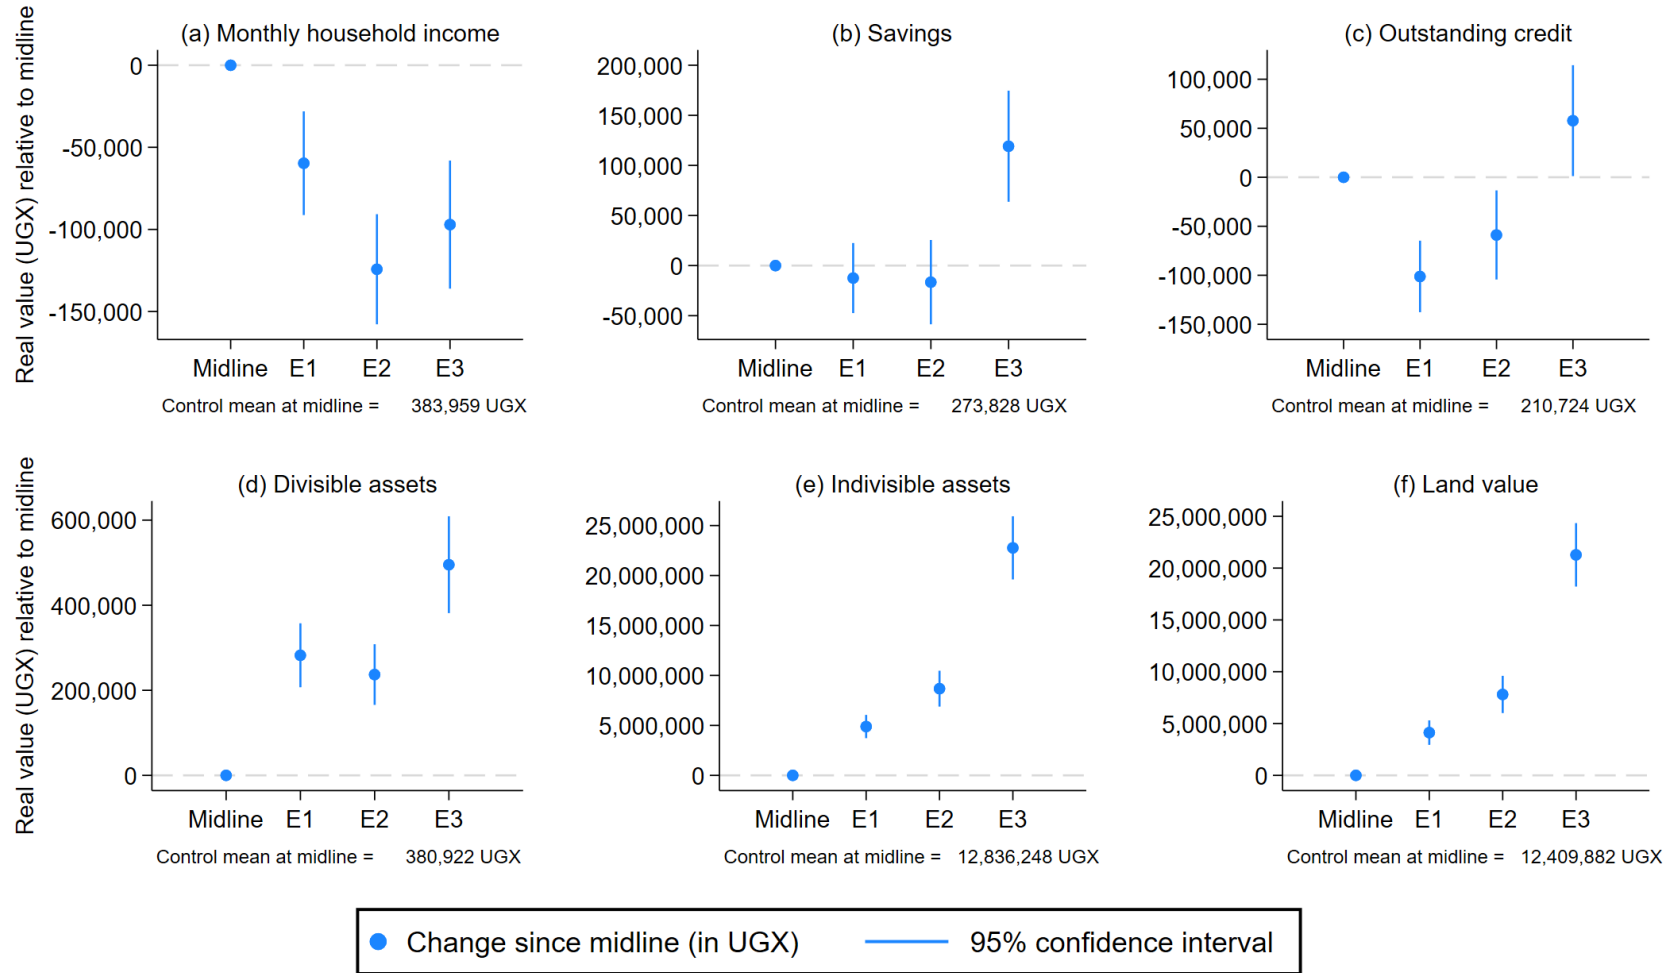 Real value (UGX) relative to midline
(a) Monthly household income
0
-50,000
-100,000
-150,000
Midline E1 E2 E3
Control mean at midline = 383,959 UGX
(b) Savings
200,000
150,000
100,000
50,000
0
-50,000
Midline E1 E2 E3
Control mean at midline = 273,828 UGX
(c) Outstanding credit
100,000
50,000
0
-50,000
-100,000
-150,000
Midline E1 E2 E3
Control mean at midline = 210,724 UGX
Real value (UGX) relative to midline
(d) Divisible assets
600,000
400,000
200,000
0
Midline E1 E2 E3
Control mean at midline = 380,922 UGX
(e) Indivisible assets
25,000,000
20,000,000
15,000,000
10,000,000
5,000,000
0
Midline E1 E2 E3
Control mean at midline = 12,836,248 UGX
(f) Land value
25,000,000
20,000,000
15,000,000
10,000,000
5,000,000
0
Midline E1 E2 E3
Control mean at midline = 12,409,882 UGX
Change since midline (in UGX) 95% confidence interval